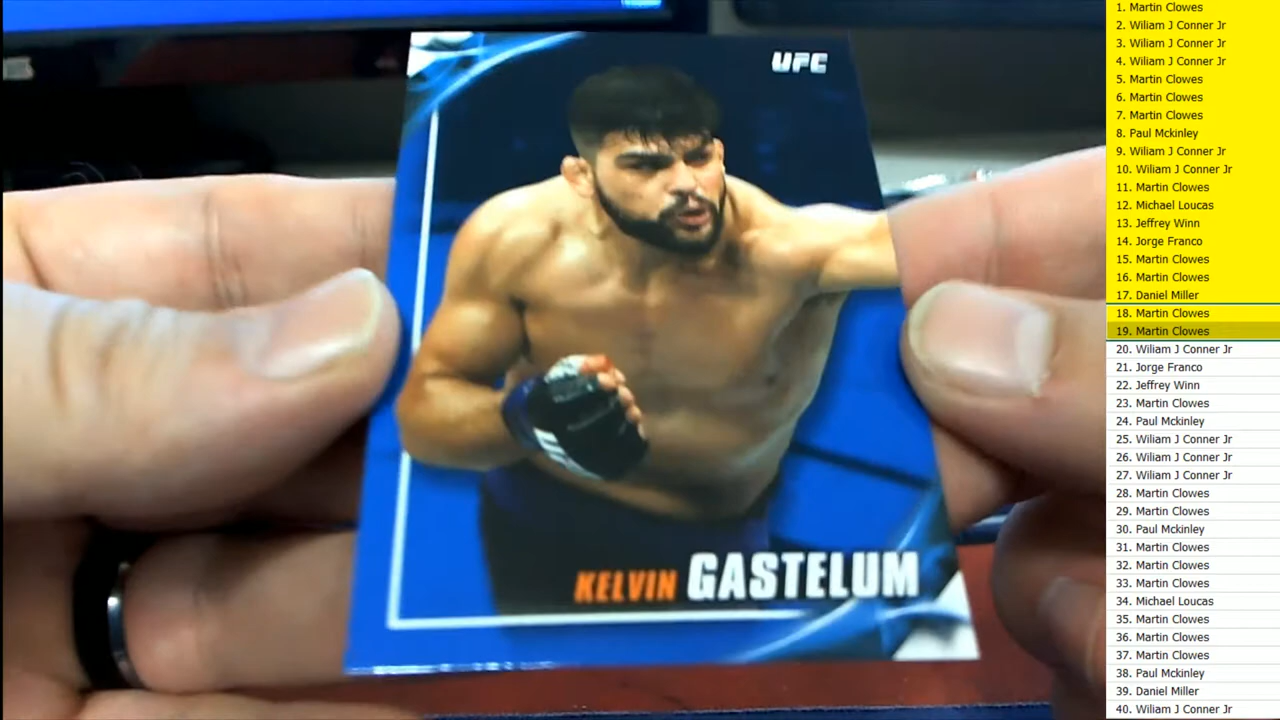 UFC
KELVIN GASTELUM
1. Martin Clowes
2. Wiliam J Conner Jr
3. Wiliam J Conner Jr
4. Wiliam J Conner Jr
5. Martin Clowes
6. Martin Clowes
7. Martin Clowes
8. Paul Mckinley
9. Wiliam J Conner Jr
10. Wiliam J Conner Jr
11. Martin Clowes
12. Michael Loucas
13. Jeffrey Winn
14. Jorge Franco
15. Martin Clowes
16. Martin Clowes
17. Daniel Miller
18. Martin Clowes
19. Martin Clowes
20. Wiliam J Conner Jr
21. Jorge Franco
22. Jeffrey Winn
23. Martin Clowes
24. Paul Mckinley
25. Wiliam J Conner Jr
26. Wiliam J Conner Jr
27. Wiliam J Conner Jr
28. Martin Clowes
29. Martin Clowes
30. Paul Mckinley
31. Martin Clowes
32. Martin Clowes
33. Martin Clowes
34. Michael Loucas
35. Martin Clowes
36. Martin Clowes
37. Martin Clowes
38. Paul Mckinley
39. Daniel Miller
40. Wiliam J Conner Jr